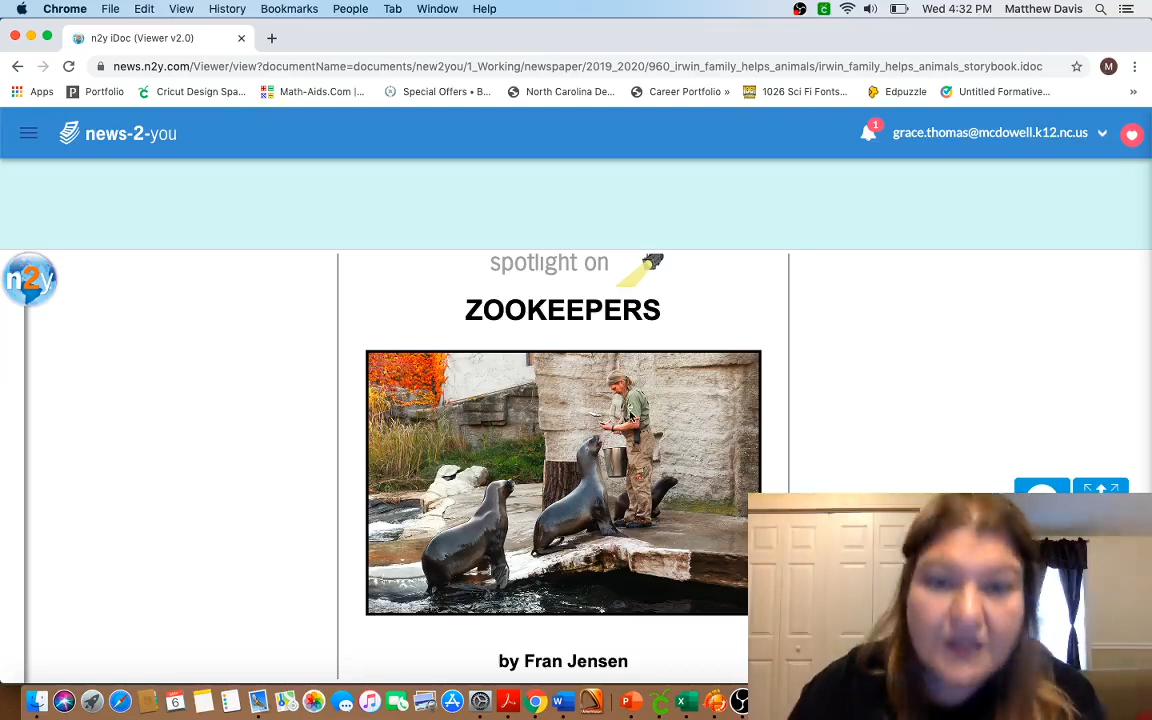 Chrome File Edit View History Bookmarks People Tab Window Help Wed 4:32 PM Matthew Davis
n2y iDoc (Viewer v2.0)
news.n2y.com/Viewer/view?documentName=documents/new2you/1_Working/newspaper/2019_2020/960_irwin_family_helps_animals/irwin_family_helps_animals_storybook.idoc M
Apps Portfolio Cricut Design Spa... Math-Aids.Com |... Special Offers • B... North Carolina De... Career Portfolio » 1026 Sci Fi Fonts... Edpuzzle Untitled Formative... »
news-2-you 1 grace.thomas@mcdowell.k12.nc.us
n2y
spotlight on
ZOOKEEPERS
by Fran Jensen
6